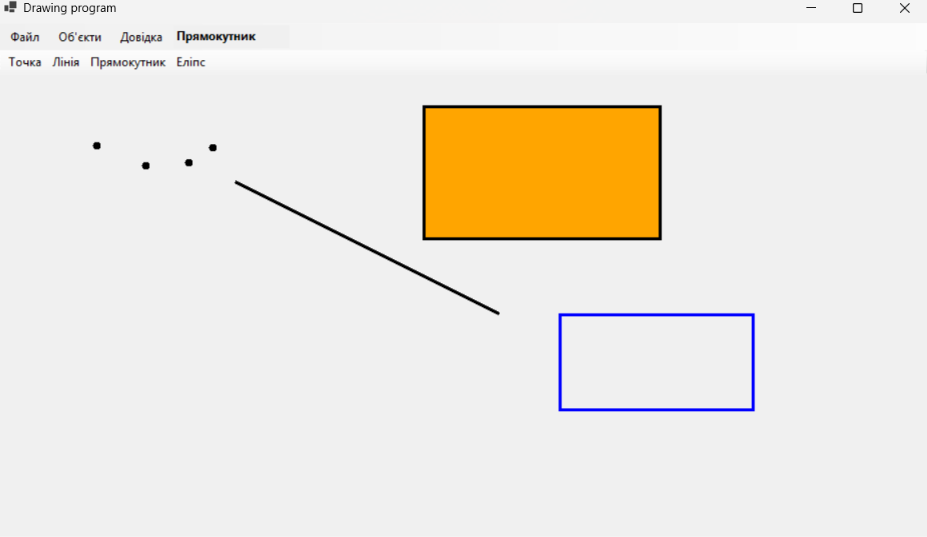 Drawing program
Файл Об'єкти Довідка Прямокутник
Точка Лінія Прямокутник Еліпс